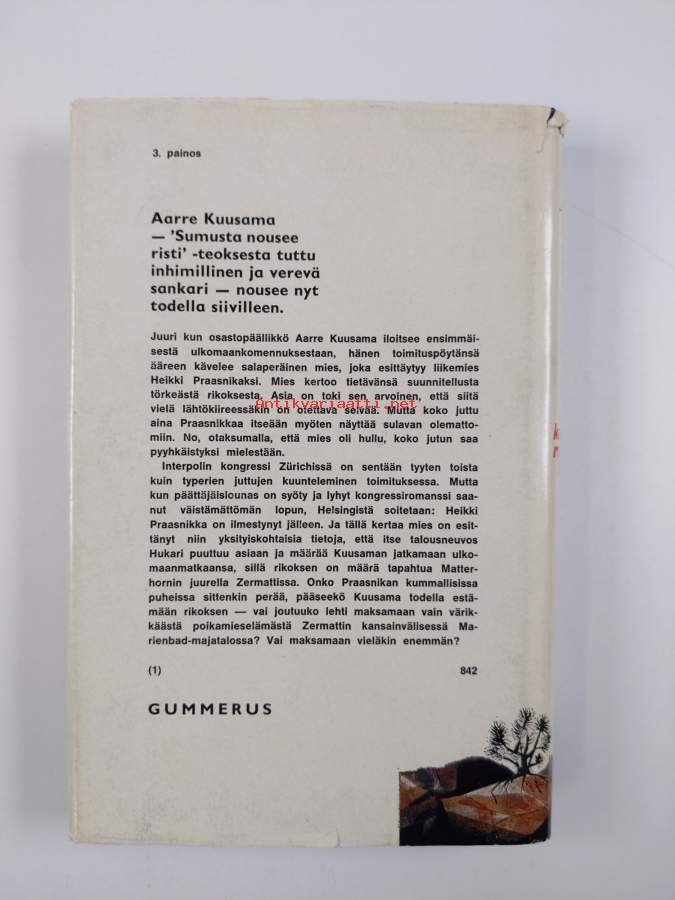 3. painos
Aarre Kuusama
— 'Sumusta nousee
risti' -teoksesta tuttu
inhimillinen ja verevä
sankari — nousee nyt
todella siivilleen.
Juuri kun osastopäällikkö Aarre Kuusama iloitsee ensimmäi-
sestä ulkomaankomennuksestaan, hänen toimituspöytänsä
ääreen kävelee salaperäinen mies, joka esittäytyy liikemies
Heikki Praasnikaksi. Mies kertoo tietävänsä suunnitellusta
törkeästä rikoksesta. Asia on toki sen arvoinen, että siitä
vielä lähtökiireessäkin on otettava selvää. Mutta koko juttu
aina Praasnikkaa itseään myöten näyttää sulavan olematto-
miin. No, otaksumalla, että mies oli hullu, koko jutun saa
pyyhkäistyksi mielestään.
Interpolin kongressi Zürichissä on sentään tyyten toista
kuin typerien juttujen kuunteleminen toimituksessa. Mutta
kun päättäjäislounas on syöty ja lyhyt kongressiromanssi saa-
nut väistämättömän lopun, Helsingistä soitetaan: Heikki
Praasnikka on ilmestynyt jälleen. Ja tällä kertaa mies on esit-
tänyt niin yksityiskohtaisia tietoja, että itse talousneuvos
Hukari puuttuu asiaan ja määrää Kuusaman jatkamaan ulko-
maanmatkaansa, sillä rikoksen on määrä tapahtua Matter-
hornin juurella Zermattissa. Onko Praasnikan kummallisissa
puheissa sittenkin perää, pääseekö Kuusama todella estä-
mään rikoksen — vai joutuuko lehti maksamaan vain värik-
käästä poikamieselämästä Zermattin kansainvälisessä Ma-
rienbad-majatalossa? Vai maksamaan vieläkin enemmän?
(1) 842
GUMMERUS
Antikvariaatti.net